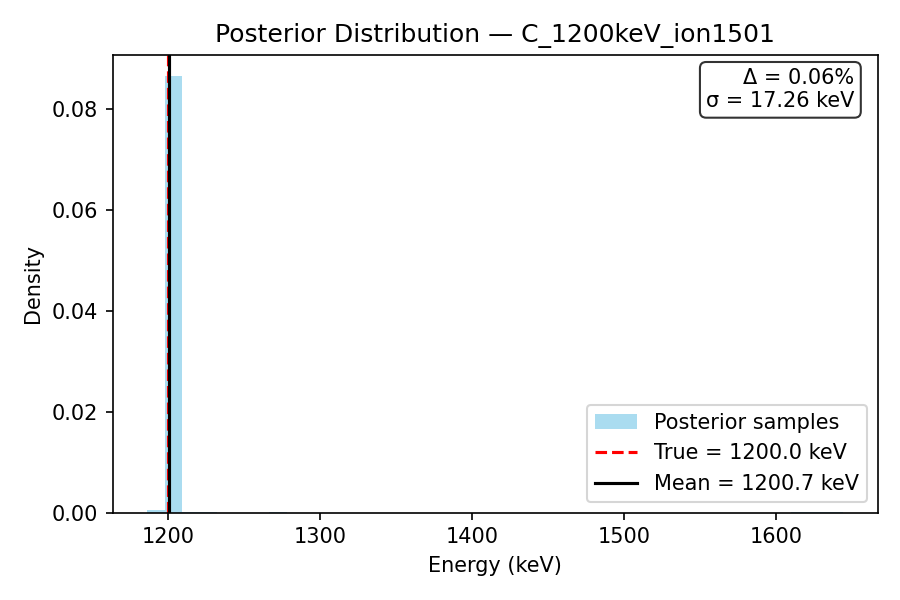 Posterior Distribution — C_1200keV_ion1501
Δ = 0.06%
σ = 17.26 keV
0.08
0.06
0.04
0.02
0.00
Density
Posterior samples
True = 1200.0 keV
Mean = 1200.7 keV
1200 1300 1400 1500 1600
Energy (keV)